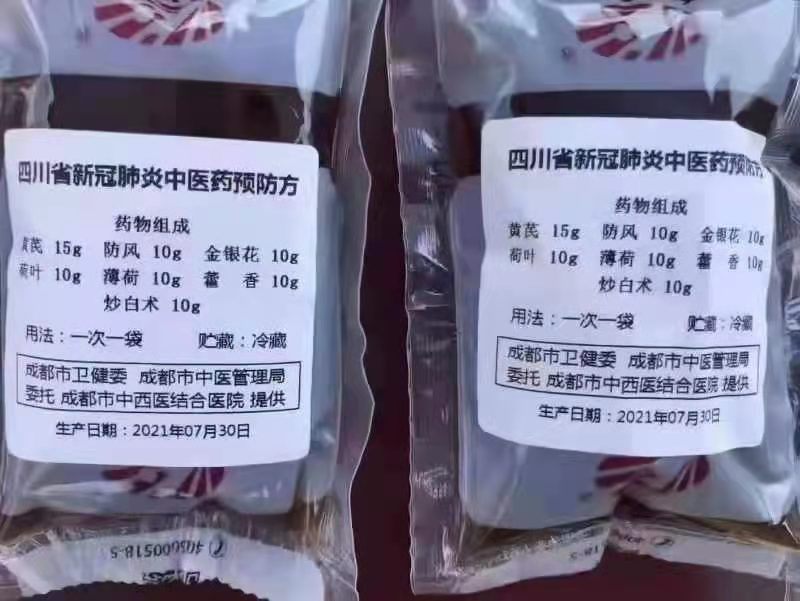 四川省新冠肺炎中医药预防方
药物组成
黄芪 15g 防风 10g 金银花 10g
荷叶 10g 薄荷 10g 藿 香 10g
炒白术 10g
用法：一次一袋 贮藏：冷藏
成都市卫健委 成都市中医管理局
委托 成都市中西医结合医院 提供
生产日期：2021年07月30日
四川省新冠肺炎中医药预防方
药物组成
黄芪 15g 防风 10g 金银花 10g
荷叶 10g 薄荷 10g 藿 香 10g
炒白术 10g
用法：一次一袋 贮藏：冷藏
成都市卫健委 成都市中医管理局
委托 成都市中西医结合医院 提供
生产日期：2021年07月30日